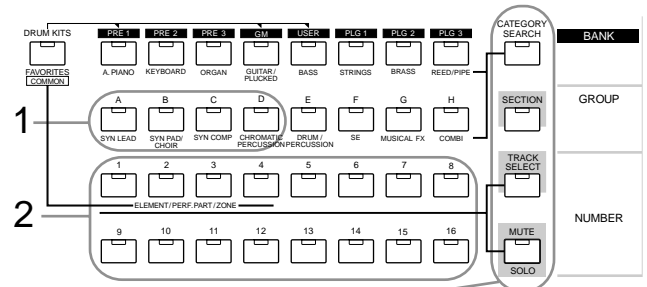 DRUM KITS PRE 1 PRE 2 PRE 3 GM USER PLG 1 PLG 2 PLG 3 CATEGORY SEARCH BANK
FAVORITES
COMMON
A. PIANO KEYBOARD ORGAN GUITAR / PLUCKED BASS STRINGS BRASS REED/PIPE
1 A B C D E F G H SECTION GROUP
SYN LEAD SYN PAD/ CHOIR SYN COMP CHROMATIC PERCUSSION DRUM / PERCUSSION SE MUSICAL FX COMBI
1 2 3 4 5 6 7 8 TRACK SELECT
2 ELEMENT/PERF. PART/ZONE NUMBER
9 10 11 12 13 14 15 16 MUTE
SOLO